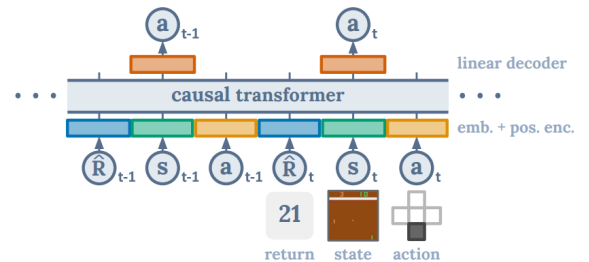 a t-1 a t
linear decoder
. . . causal transformer . . .
emb. + pos. enc.
R̂ t-1 s t-1 a t-1 R̂ t s t a t
21
return state action